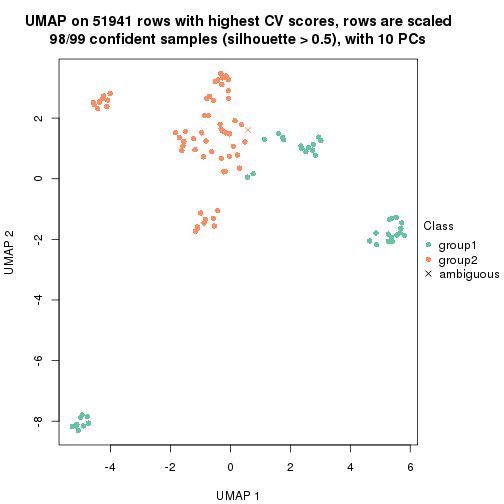 UMAP on 51941 rows with highest CV scores, rows are scaled
98/99 confident samples (silhouette > 0.5), with 10 PCs
2
0
-2
-4
-6
-8
UMAP 2
-4 -2 0 2 4 6
UMAP 1
Class
group1
group2
ambiguous